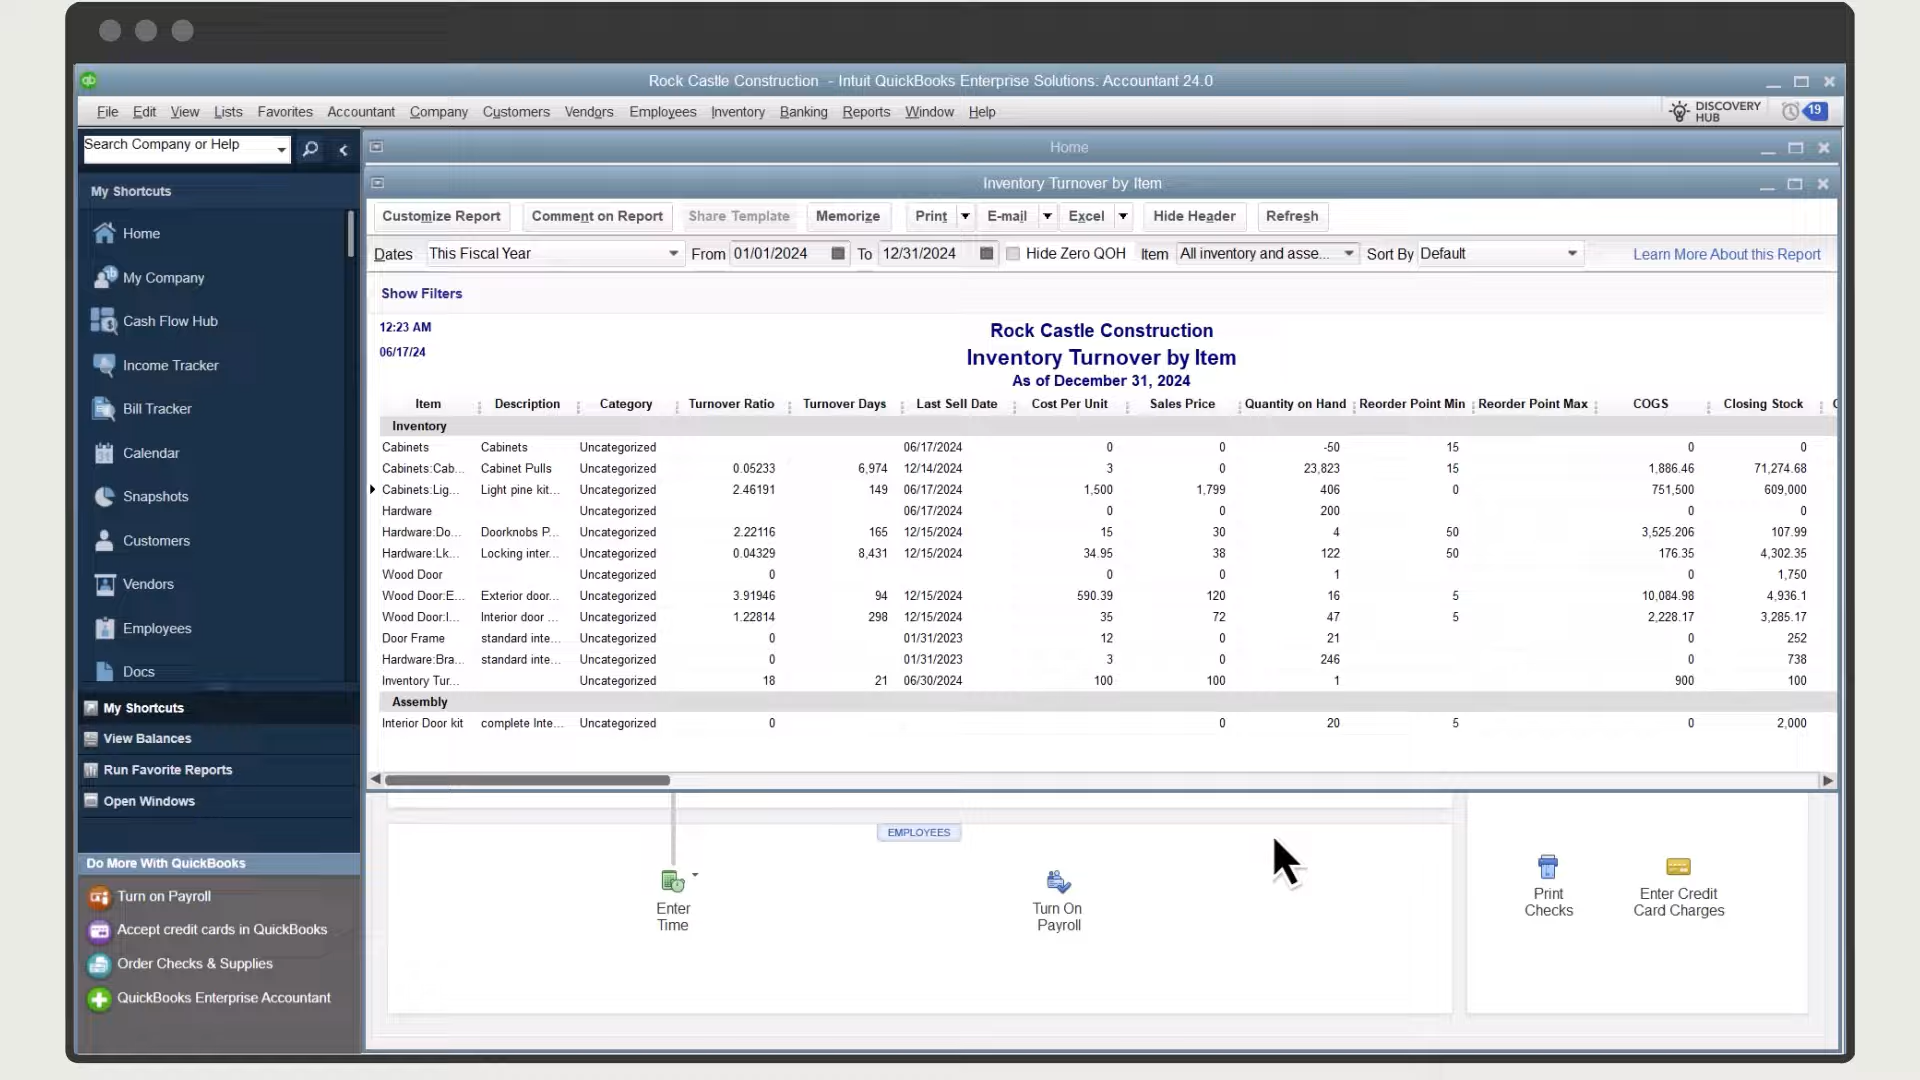 Rock Castle Construction - Intuit QuickBooks Enterprise Solutions: Accountant 24.0
File Edit View Lists Favorites Accountant Company Customers Vendors Employees Inventory Banking Reports Window Help
DISCOVERY HUB 19
Search Company or Help
Home
My Shortcuts
Home
My Company
Cash Flow Hub
Income Tracker
Bill Tracker
Calendar
Snapshots
Customers
Vendors
Employees
Docs
My Shortcuts
View Balances
Run Favorite Reports
Open Windows
Do More With QuickBooks
Turn on Payroll
Accept credit cards in QuickBooks
Order Checks & Supplies
QuickBooks Enterprise Accountant
Inventory Turnover by Item
Customize Report Comment on Report Share Template Memorize Print E-mail Excel Hide Header Refresh
Dates This Fiscal Year From 01/01/2024 To 12/31/2024 Hide Zero QOH Item All inventory and asse... Sort By Default Learn More About this Report
Show Filters
12:23 AM
06/17/24
Rock Castle Construction
Inventory Turnover by Item
As of December 31, 2024
Item Description Category Turnover Ratio Turnover Days Last Sell Date Cost Per Unit Sales Price Quantity on Hand Reorder Point Min Reorder Point Max COGS Closing Stock
Inventory
Cabinets Cabinets Uncategorized 06/17/2024 0 0 -50 15 0 0
Cabinets:Cab... Cabinet Pulls Uncategorized 0.05233 6,974 12/14/2024 3 0 23,823 15 1,886.46 71,274.68
Cabinets:Lig... Light pine kit... Uncategorized 2.46191 149 06/17/2024 1,500 1,799 406 0 751,500 609,000
Hardware Uncategorized 06/17/2024 0 0 200 0 0
Hardware:Do... Doorknobs P... Uncategorized 2.22116 165 12/15/2024 15 30 4 50 3,525.206 107.99
Hardware:Lk... Locking inter... Uncategorized 0.04329 8,431 12/15/2024 34.95 38 122 50 176.35 4,302.35
Wood Door Uncategorized 0 0 0 1 0 1,750
Wood Door:E... Exterior door... Uncategorized 3.91946 94 12/15/2024 590.39 120 16 5 10,084.98 4,936.1
Wood Door:I... Interior door ... Uncategorized 1.22814 298 12/15/2024 35 72 47 5 2,228.17 3,285.17
Door Frame standard inte... Uncategorized 0 01/31/2023 12 0 21 0 252
Hardware:Bra... standard inte... Uncategorized 0 01/31/2023 3 0 246 0 738
Inventory Tur... Uncategorized 18 21 06/30/2024 100 100 1 900 100
Assembly
Interior Door kit complete Inte... Uncategorized 0 0 20 5 0 2,000
EMPLOYEES
Enter
Time
Turn On
Payroll
Print
Checks
Enter Credit
Card Charges